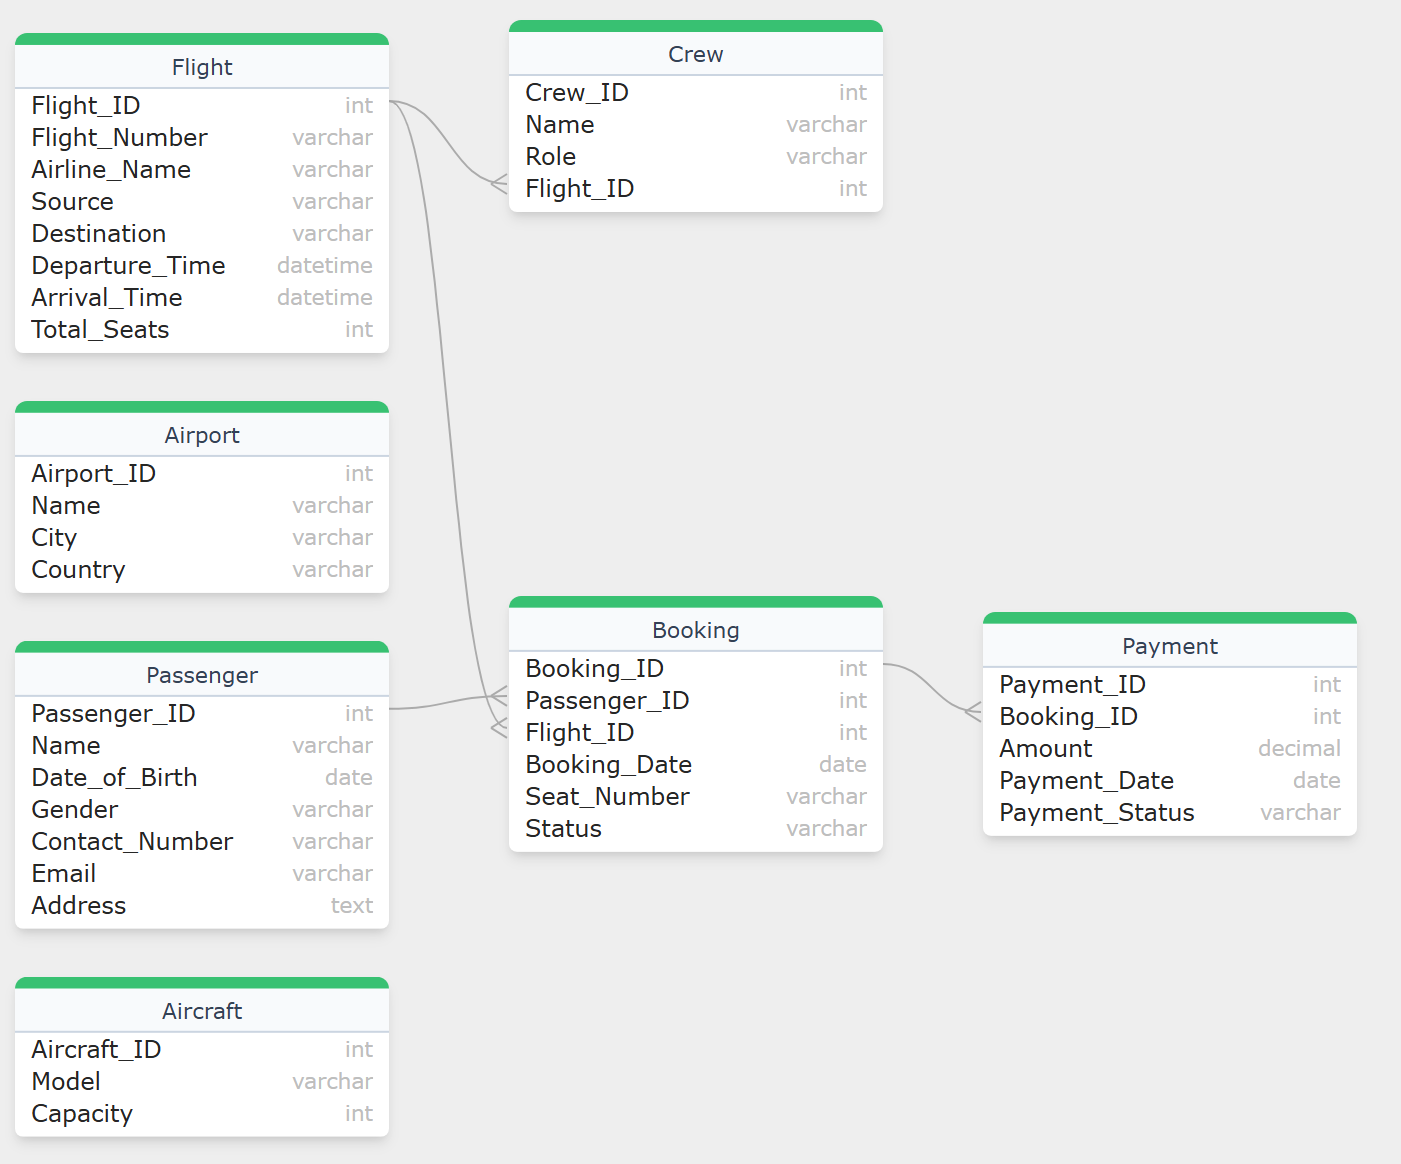 Flight
Flight_ID int
Flight_Number varchar
Airline_Name varchar
Source varchar
Destination varchar
Departure_Time datetime
Arrival_Time datetime
Total_Seats int
Crew
Crew_ID int
Name varchar
Role varchar
Flight_ID int
Airport
Airport_ID int
Name varchar
City varchar
Country varchar
Passenger
Passenger_ID int
Name varchar
Date_of_Birth date
Gender varchar
Contact_Number varchar
Email varchar
Address text
Booking
Booking_ID int
Passenger_ID int
Flight_ID int
Booking_Date date
Seat_Number varchar
Status varchar
Payment
Payment_ID int
Booking_ID int
Amount decimal
Payment_Date date
Payment_Status varchar
Aircraft
Aircraft_ID int
Model varchar
Capacity int